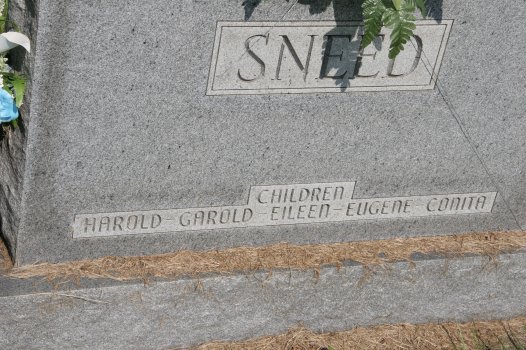 SNEED
CHILDREN
HAROLD - GAROLD - EILEEN - EUGENE - CONITA